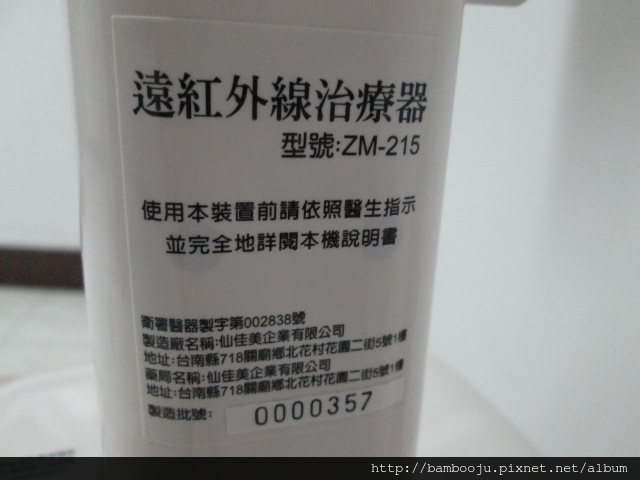 遠紅外線治療器
型號:ZM-215
使用本裝置前請依照醫生指示
並完全地詳閱本機說明書
衛署醫器製字第002838號
製造廠名稱:仙佳美企業有限公司
地址:台南縣718關廟鄉北花村花園二街5號1樓
藥局名稱:仙佳美企業有限公司
地址:台南縣718關廟鄉北花村花園二街5號1樓
製造批號: 0000357
http://bambooju.pixnet.net/album